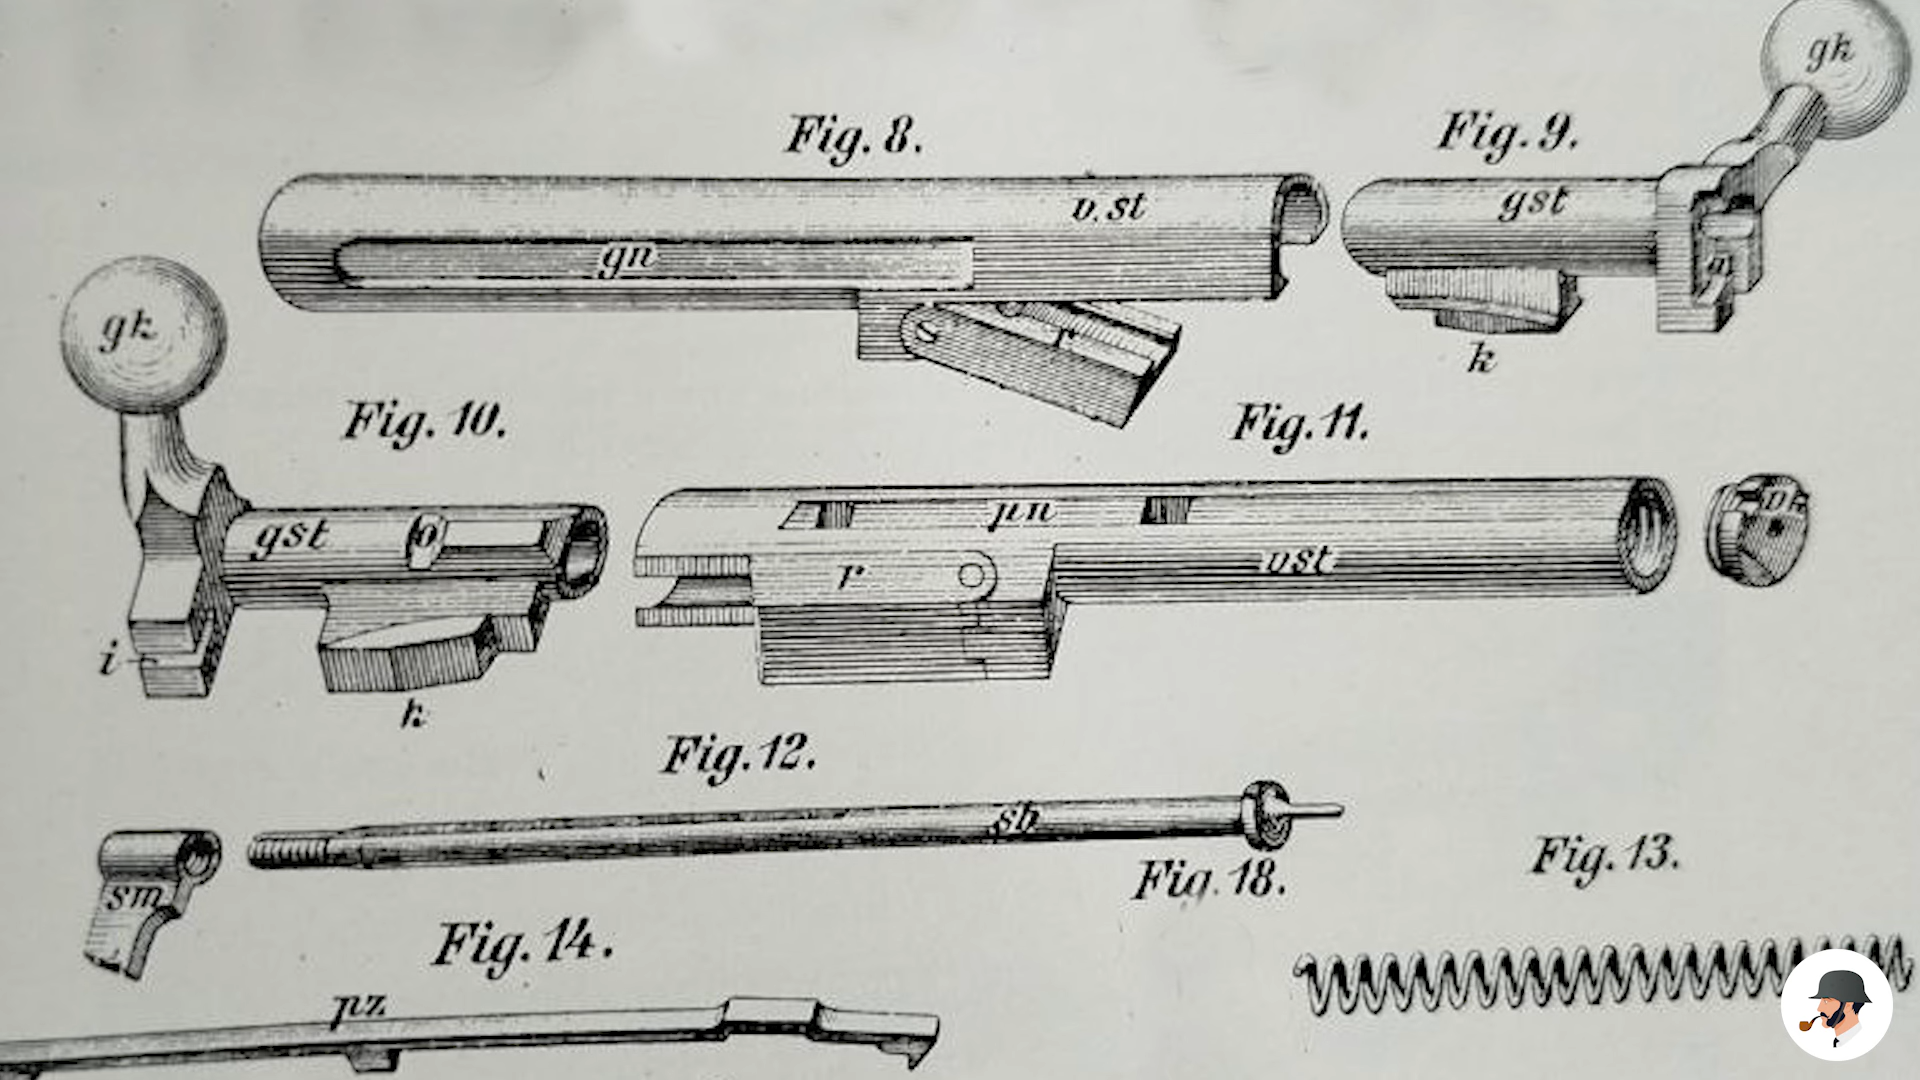 gk
Fig. 8.
Fig. 9.
v. st
gst
gn
gk
k
Fig. 10.
Fig. 11.
gst
o
pn
r
vst
vk
i
k
Fig. 12.
sb
sm
Fig. 18.
Fig. 13.
Fig. 14.
pz